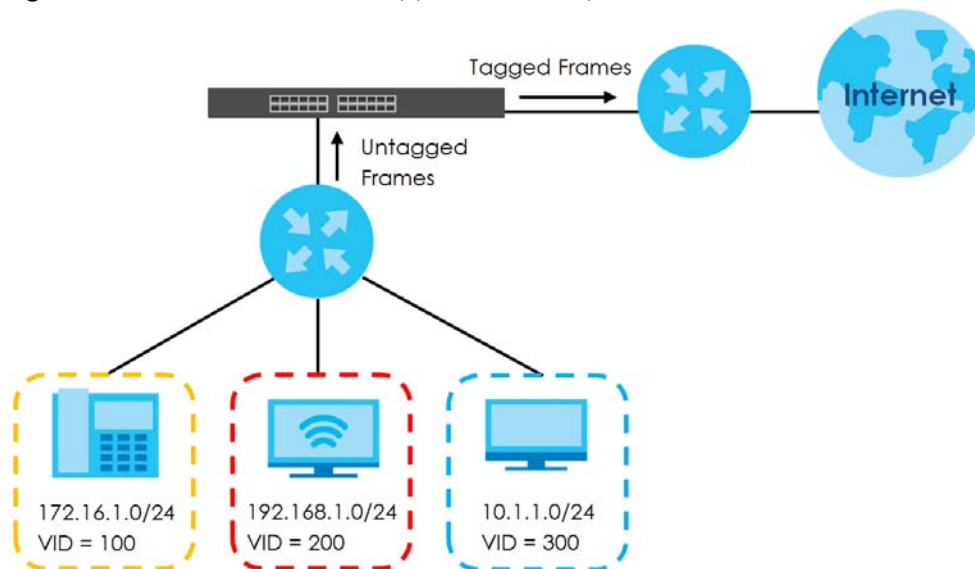 Tagged Frames
Internet
Untagged
Frames
172.16.1.0/24
VID = 100
192.168.1.0/24
VID = 200
10.1.1.0/24
VID = 300